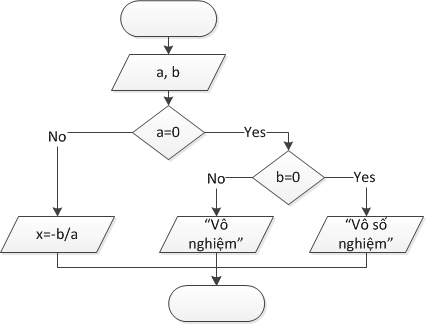 a, b
a=0
No
Yes
b=0
No
Yes
x=-b/a
“Vô
nghiệm”
“Vô số
nghiệm”